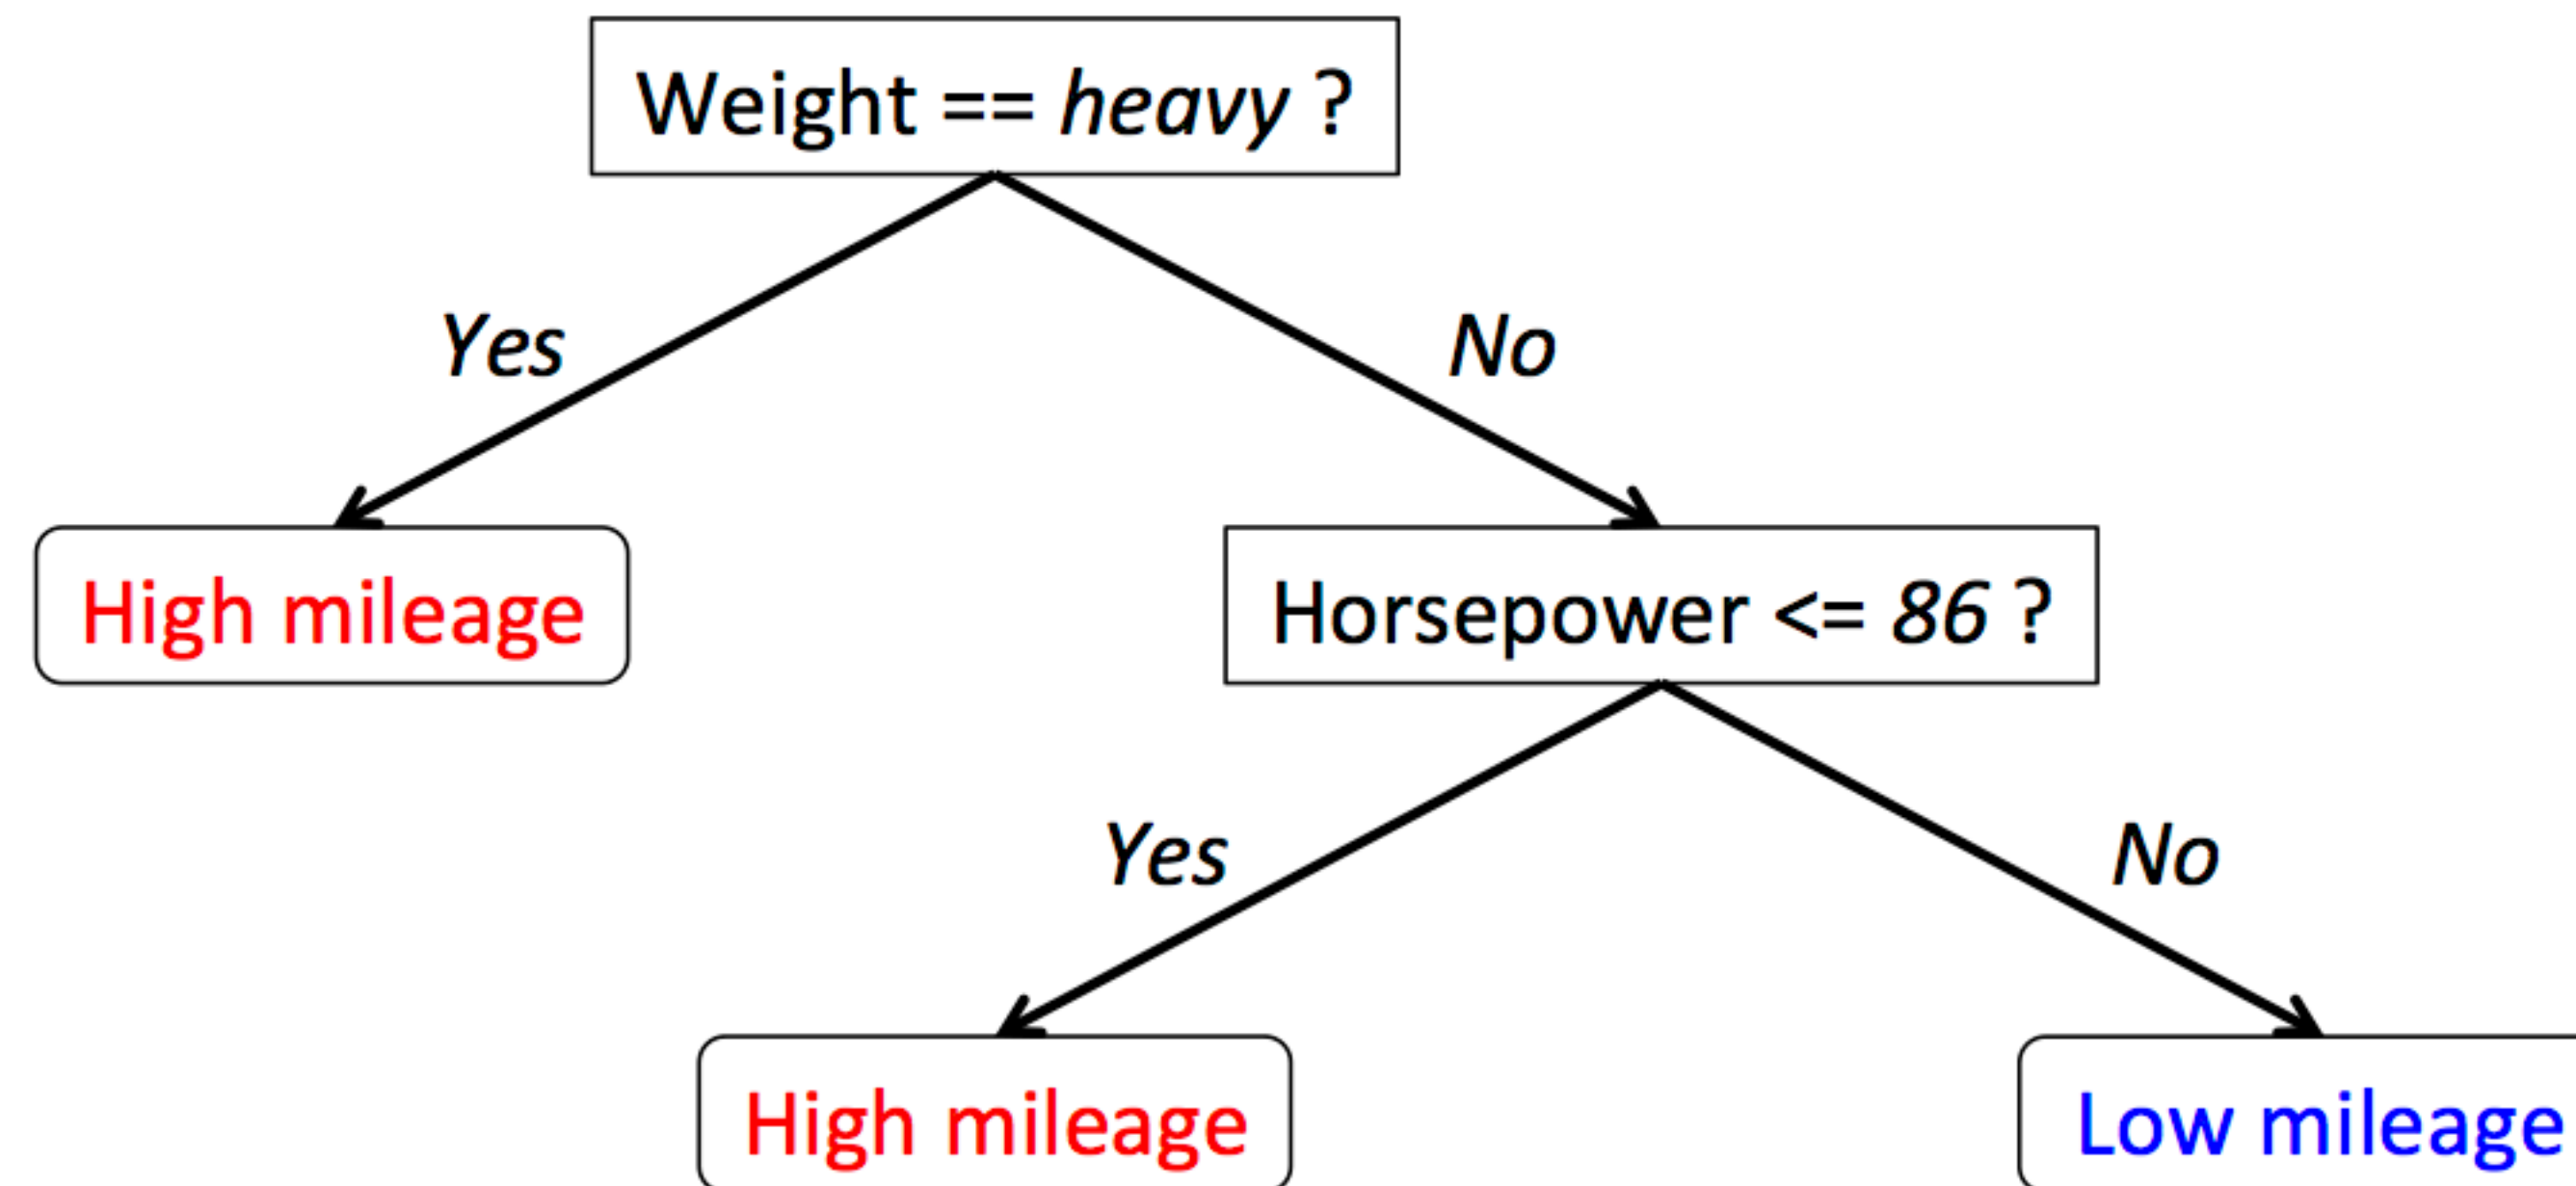 Weight == heavy ?
Yes
No
High mileage
Horsepower <= 86 ?
Yes
No
High mileage
Low mileage